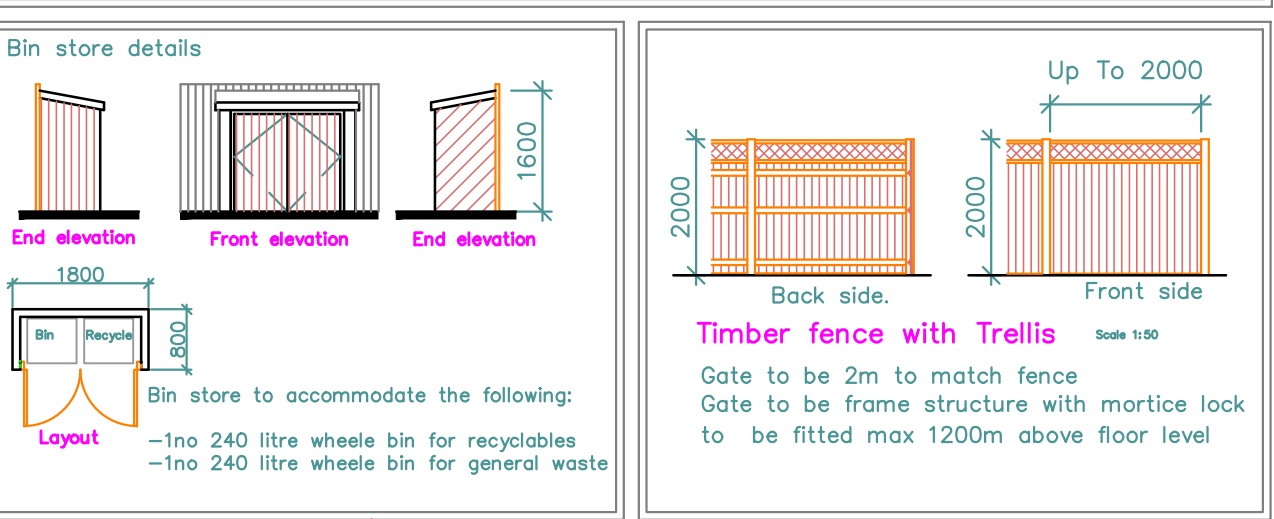 Bin store details
1600
End elevation
Front elevation
End elevation
1800
800
Bin
Recycle
Layout
Bin store to accommodate the following:
-1no 240 litre wheele bin for recyclables
-1no 240 litre wheele bin for general waste
Up To 2000
2000
2000
Back side.
Front side
Timber fence with Trellis
Scale 1:50
Gate to be 2m to match fence
Gate to be frame structure with mortice lock
to be fitted max 1200m above floor level